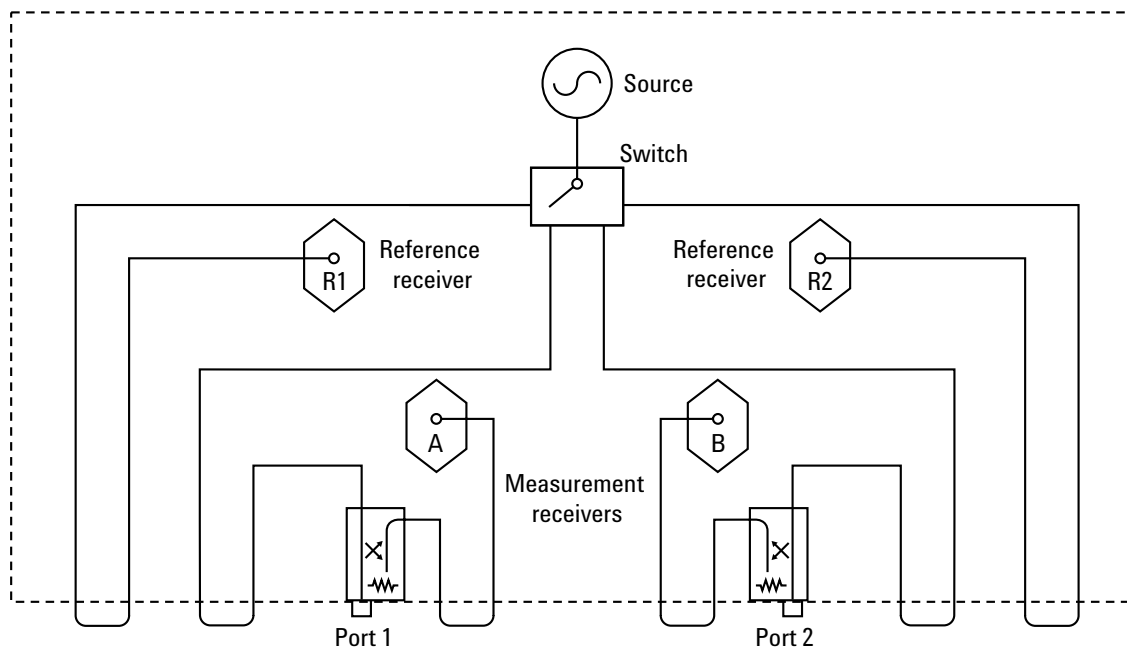 Source
Switch
Reference
receiver
R1
Reference
receiver
R2
A
B
Measurement
receivers
Port 1
Port 2